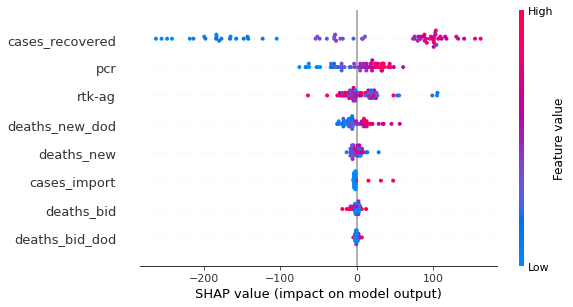 High
cases_recovered
pcr
rtk-ag
deaths_new_dod
deaths_new
cases_import
deaths_bid
deaths_bid_dod
Feature value
Low
−200 −100 0 100
SHAP value (impact on model output)